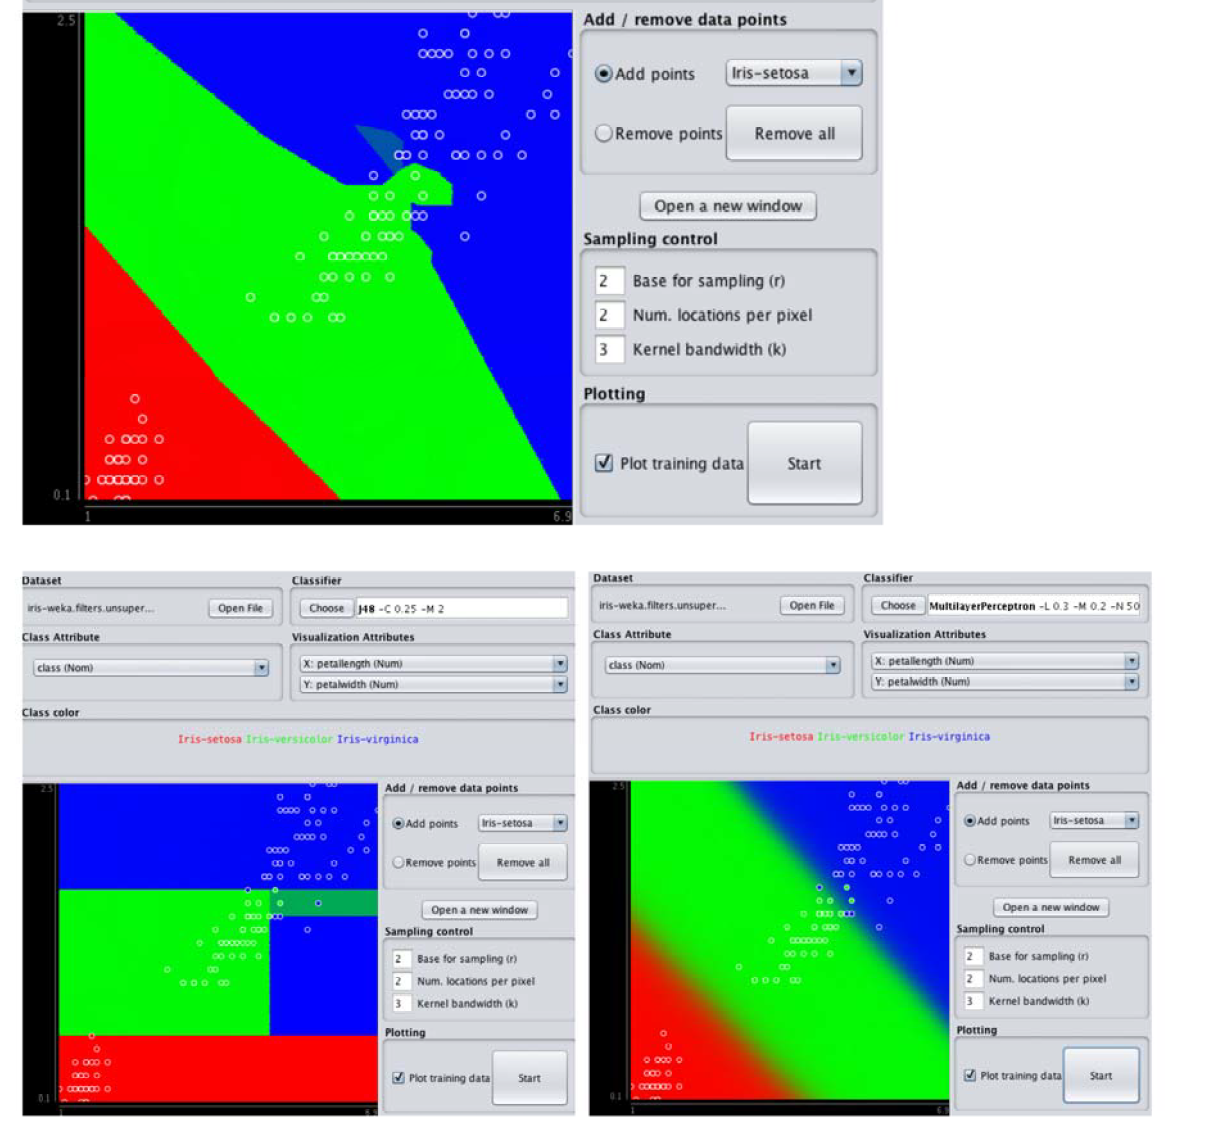 2.5
Add / remove data points
Add points
Iris-setosa
Remove points
Remove all
Open a new window
Sampling control
2 Base for sampling (r)
2 Num. locations per pixel
3 Kernel bandwidth (k)
Plotting
Plot training data
Start
0.1
1
6.9
Dataset
Classifier
iris-weka.filters.unsuper...
Open File
Choose
J48 -C 0.25 -M 2
Class Attribute
Visualization Attributes
class (Nom)
X: petallength (Num)
Y: petalwidth (Num)
Class color
Iris-setosa Iris-versicolor Iris-virginica
2.5
Add / remove data points
Add points
Iris-setosa
Remove points
Remove all
Open a new window
Sampling control
2 Base for sampling (r)
2 Num. locations per pixel
3 Kernel bandwidth (k)
Plotting
Plot training data
Start
0.1
1
6.9
Dataset
Classifier
iris-weka.filters.unsuper...
Open File
Choose
MultilayerPerceptron -L 0.3 -M 0.2 -N 50
Class Attribute
Visualization Attributes
class (Nom)
X: petallength (Num)
Y: petalwidth (Num)
Class color
Iris-setosa Iris-versicolor Iris-virginica
2.5
Add / remove data points
Add points
Iris-setosa
Remove points
Remove all
Open a new window
Sampling control
2 Base for sampling (r)
2 Num. locations per pixel
3 Kernel bandwidth (k)
Plotting
Plot training data
Start
0.1
1
6.9